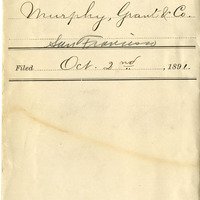 Murphy, Grant & Co.
San Francisco
Filed Oct. 2nd, 1891.